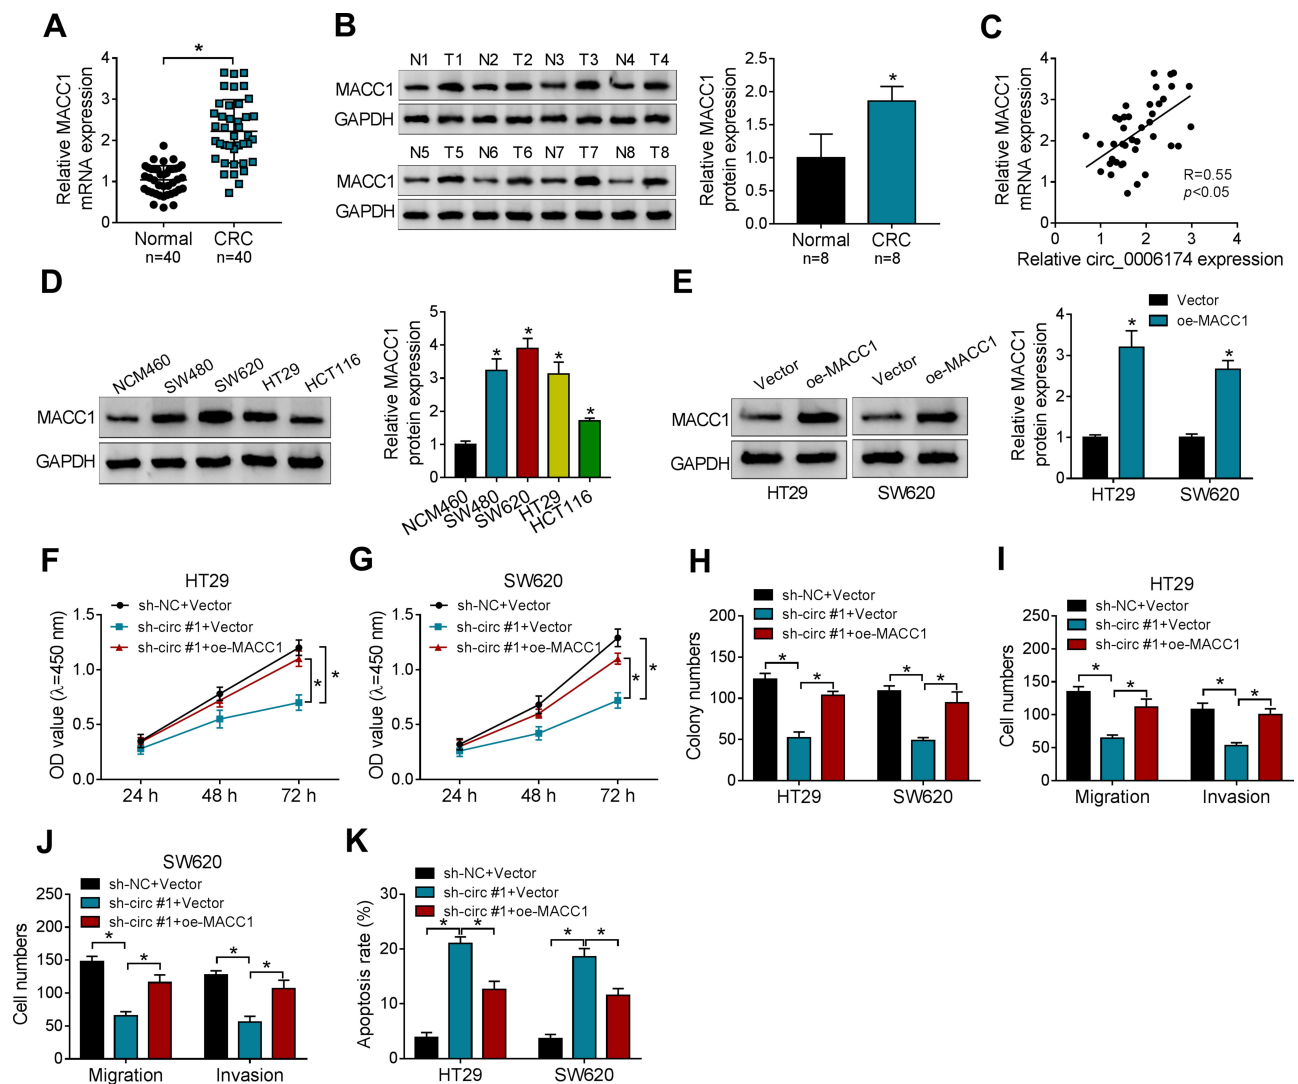 A
Relative MACC1
mRNA expression
4
3
2
1
0
*
Normal
n=40
CRC
n=40
B
N1 T1 N2 T2 N3 T3 N4 T4
MACC1
GAPDH
N5 T5 N6 T6 N7 T7 N8 T8
MACC1
GAPDH
Relative MACC1
protein expression
2.5
2.0
1.5
1.0
0.5
0.0
*
Normal
n=8
CRC
n=8
C
Relative MACC1
mRNA expression
4
3
2
1
0
R=0.55
p<0.05
0 1 2 3 4
Relative circ_0006174 expression
D
NCM460 SW480 SW620 HT29 HCT116
MACC1
GAPDH
Relative MACC1
protein expression
5
4
3
2
1
0
* * * *
NCM460 SW480 SW620 HT29 HCT116
E
Vector oe-MACC1 Vector oe-MACC1
MACC1
GAPDH
HT29 SW620
Vector
oe-MACC1
Relative MACC1
protein expression
4
3
2
1
0
* *
HT29 SW620
F
HT29
sh-NC+Vector
sh-circ #1+Vector
sh-circ #1+oe-MACC1
OD value (λ=450 nm)
1.5
1.0
0.5
0.0
* *
24 h 48 h 72 h
G
SW620
sh-NC+Vector
sh-circ #1+Vector
sh-circ #1+oe-MACC1
OD value (λ=450 nm)
1.5
1.0
0.5
0.0
* *
24 h 48 h 72 h
H
sh-NC+Vector
sh-circ #1+Vector
sh-circ #1+oe-MACC1
Colony numbers
200
150
100
50
0
* * * *
HT29 SW620
I
HT29
sh-NC+Vector
sh-circ #1+Vector
sh-circ #1+oe-MACC1
Cell numbers
250
200
150
100
50
0
* * * *
Migration Invasion
J
SW620
sh-NC+Vector
sh-circ #1+Vector
sh-circ #1+oe-MACC1
Cell numbers
250
200
150
100
50
0
* * * *
Migration Invasion
K
sh-NC+Vector
sh-circ #1+Vector
sh-circ #1+oe-MACC1
Apoptosis rate (%)
30
20
10
0
* * * *
HT29 SW620